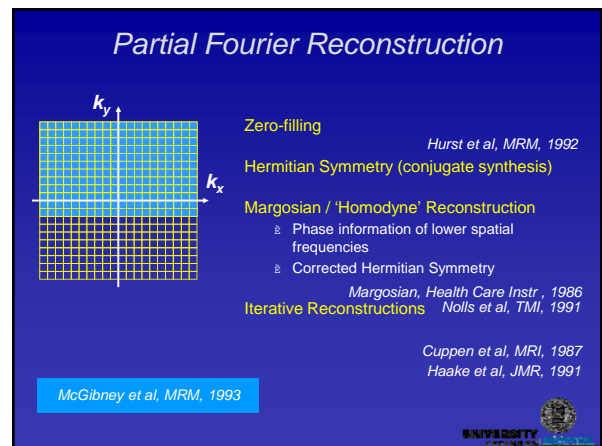 Partial Fourier Reconstruction
k_y
k_x
Zero-filling
Hurst et al, MRM, 1992
Hermitian Symmetry (conjugate synthesis)
Margosian / 'Homodyne' Reconstruction
Phase information of lower spatial
frequencies
Corrected Hermitian Symmetry
Margosian, Health Care Instr , 1986
Iterative Reconstructions Nolls et al, TMI, 1991
Cuppen et al, MRI, 1987
Haake et al, JMR, 1991
McGibney et al, MRM, 1993
UNIVERSITY